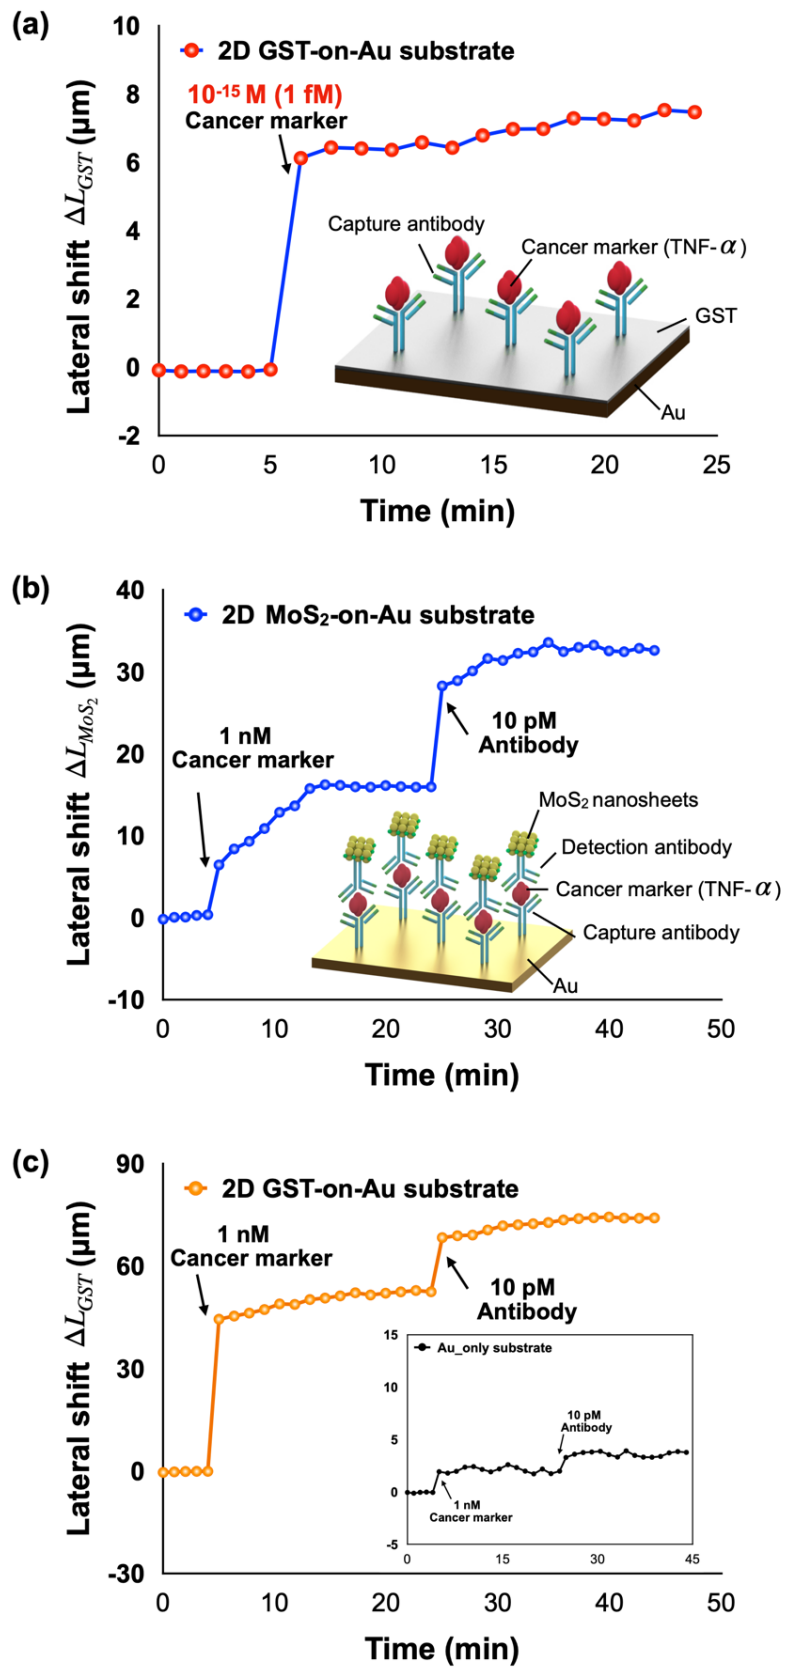 (a)
10
8
6
4
2
0
-2
Lateral shift ΔL_GST (μm)
2D GST-on-Au substrate
10⁻¹⁵ M (1 fM)
Cancer marker
Capture antibody
Cancer marker (TNF-α)
GST
Au
0 5 10 15 20 25
Time (min)
(b)
40
30
20
10
0
-10
Lateral shift ΔL_MoS₂ (μm)
2D MoS₂-on-Au substrate
1 nM
Cancer marker
10 pM
Antibody
MoS₂ nanosheets
Detection antibody
Cancer marker (TNF-α)
Capture antibody
Au
0 10 20 30 40 50
Time (min)
(c)
90
60
30
0
-30
Lateral shift ΔL_GST (μm)
2D GST-on-Au substrate
1 nM
Cancer marker
10 pM
Antibody
15
10
5
0
-5
Au_only substrate
10 pM
Antibody
1 nM
Cancer marker
0 15 30 45
0 10 20 30 40 50
Time (min)